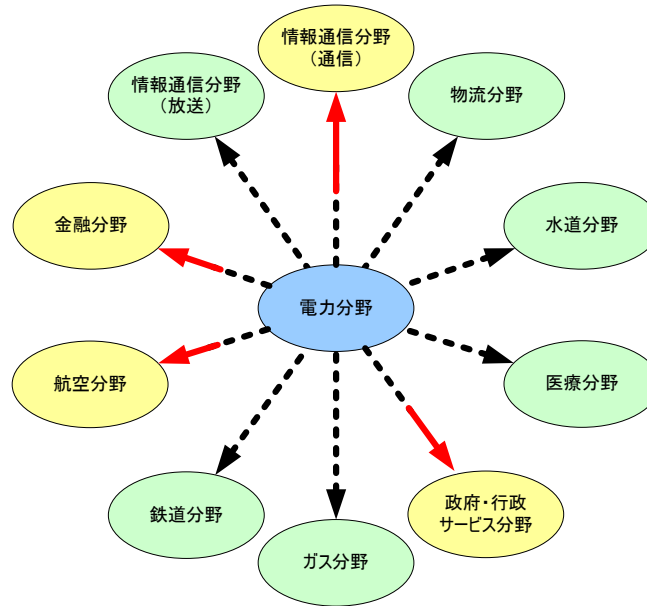 情報通信分野
（通信）
情報通信分野
（放送）
物流分野
金融分野
水道分野
電力分野
航空分野
医療分野
鉄道分野
政府・行政
サービス分野
ガス分野